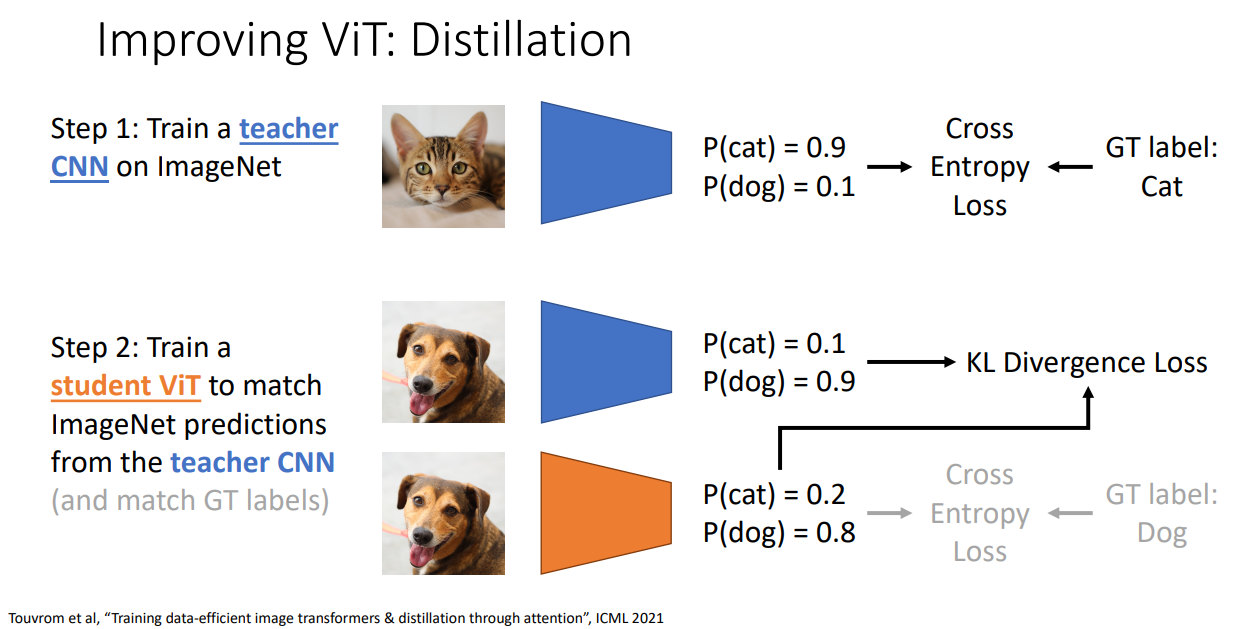 Improving ViT: Distillation
Step 1: Train a teacher
CNN on ImageNet
P(cat) = 0.9
P(dog) = 0.1
Cross
Entropy
Loss
GT label:
Cat
Step 2: Train a
student ViT to match
ImageNet predictions
from the teacher CNN
(and match GT labels)
P(cat) = 0.1
P(dog) = 0.9
KL Divergence Loss
P(cat) = 0.2
P(dog) = 0.8
Cross
Entropy
Loss
GT label:
Dog
Touvrom et al, “Training data-efficient image transformers & distillation through attention”, ICML 2021